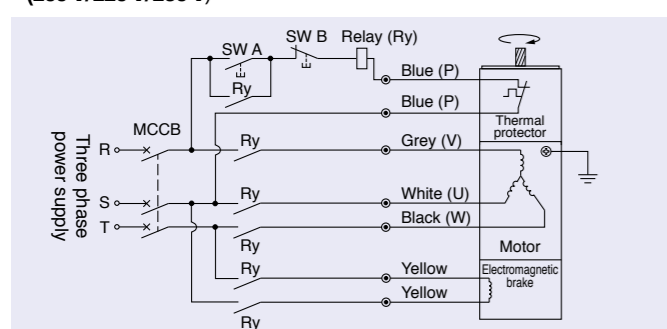 SW A
SW B
Relay (Ry)
Blue (P)
Ry
Blue (P)
Thermal
protector
MCCB
Three phase
power supply
R
Ry
Grey (V)
S
Ry
White (U)
T
Black (W)
Ry
Motor
Ry
Yellow
Electromagnetic
brake
Yellow
Ry